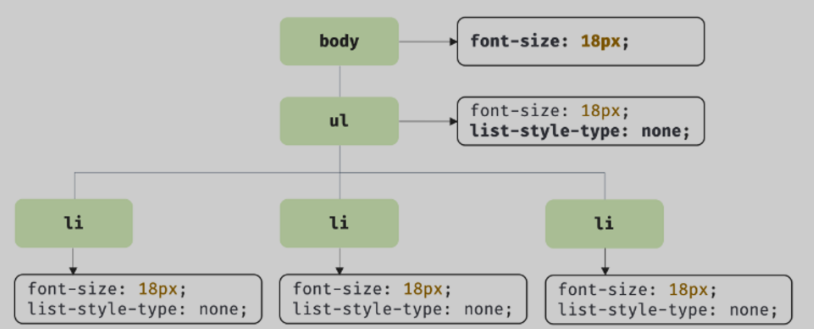 body
font-size: 18px;
ul
font-size: 18px;
list-style-type: none;
li
li
li
font-size: 18px;
list-style-type: none;
font-size: 18px;
list-style-type: none;
font-size: 18px;
list-style-type: none;